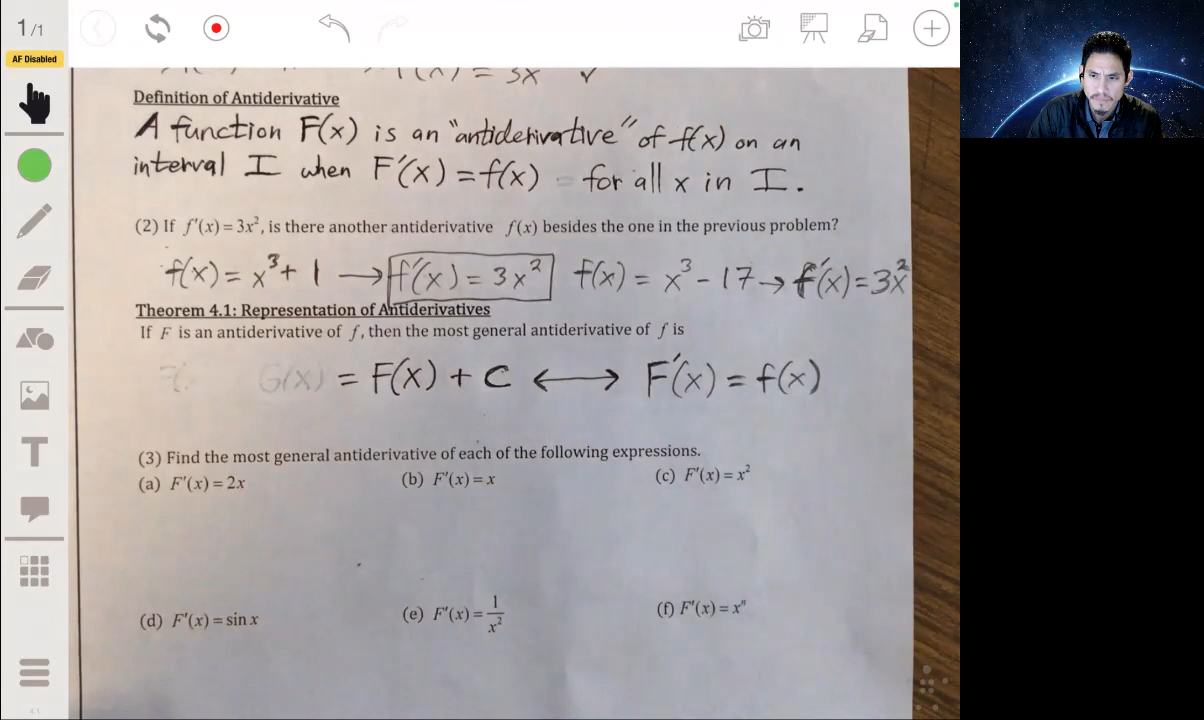 1/1
AF Disabled
= 3x
Definition of Antiderivative
A function F(x) is an "antiderivative" of f(x) on an
interval I when F'(x) = f(x) for all x in I.
(2) If f'(x) = 3x², is there another antiderivative f(x) besides the one in the previous problem?
f(x) = x³ + 1 → f'(x) = 3x² f(x) = x³ - 17 → f'(x) = 3x²
Theorem 4.1: Representation of Antiderivatives
If F is an antiderivative of f, then the most general antiderivative of f is
G(x) = F(x) + C ⟷ F'(x) = f(x)
(3) Find the most general antiderivative of each of the following expressions.
(a) F'(x) = 2x (b) F'(x) = x (c) F'(x) = x²
(d) F'(x) = sin x (e) F'(x) = 1/x² (f) F'(x) = xⁿ
T